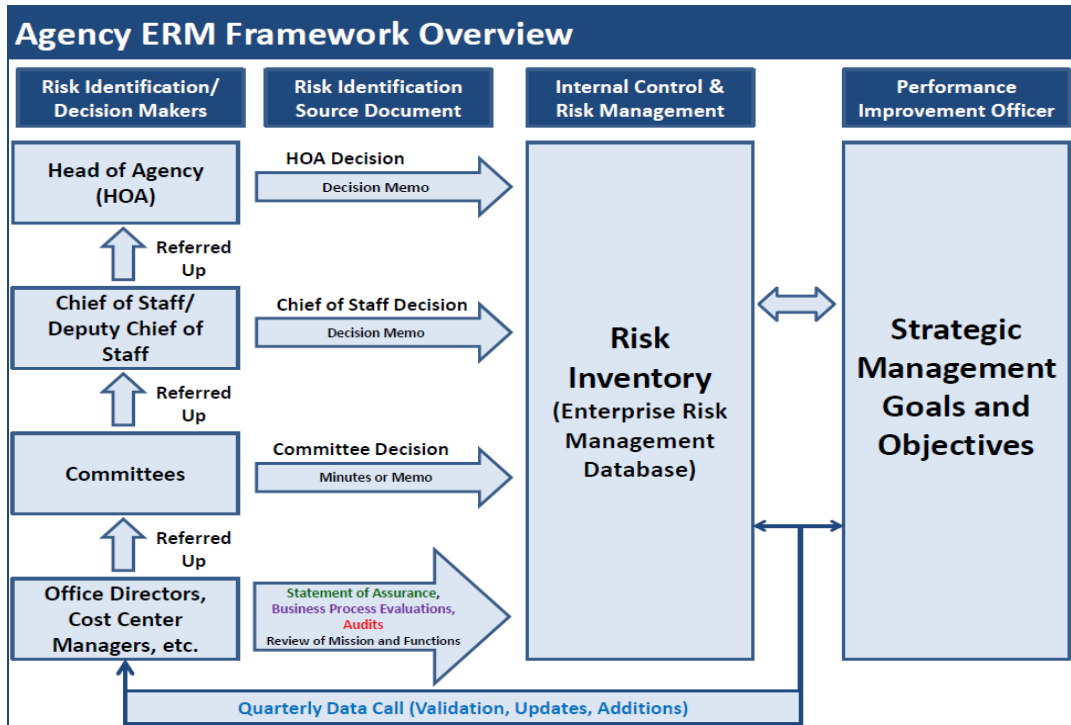 Agency ERM Framework Overview
Risk Identification/
Decision Makers
Risk Identification
Source Document
Internal Control &
Risk Management
Performance
Improvement Officer
Head of Agency
(HOA)
HOA Decision
Decision Memo
Referred
Up
Chief of Staff/
Deputy Chief of
Staff
Chief of Staff Decision
Decision Memo
Referred
Up
Committees
Committee Decision
Minutes or Memo
Referred
Up
Office Directors,
Cost Center
Managers, etc.
Statement of Assurance,
Business Process Evaluations,
Audits
Review of Mission and Functions
Risk
Inventory
(Enterprise Risk
Management
Database)
Strategic
Management
Goals and
Objectives
Quarterly Data Call (Validation, Updates, Additions)